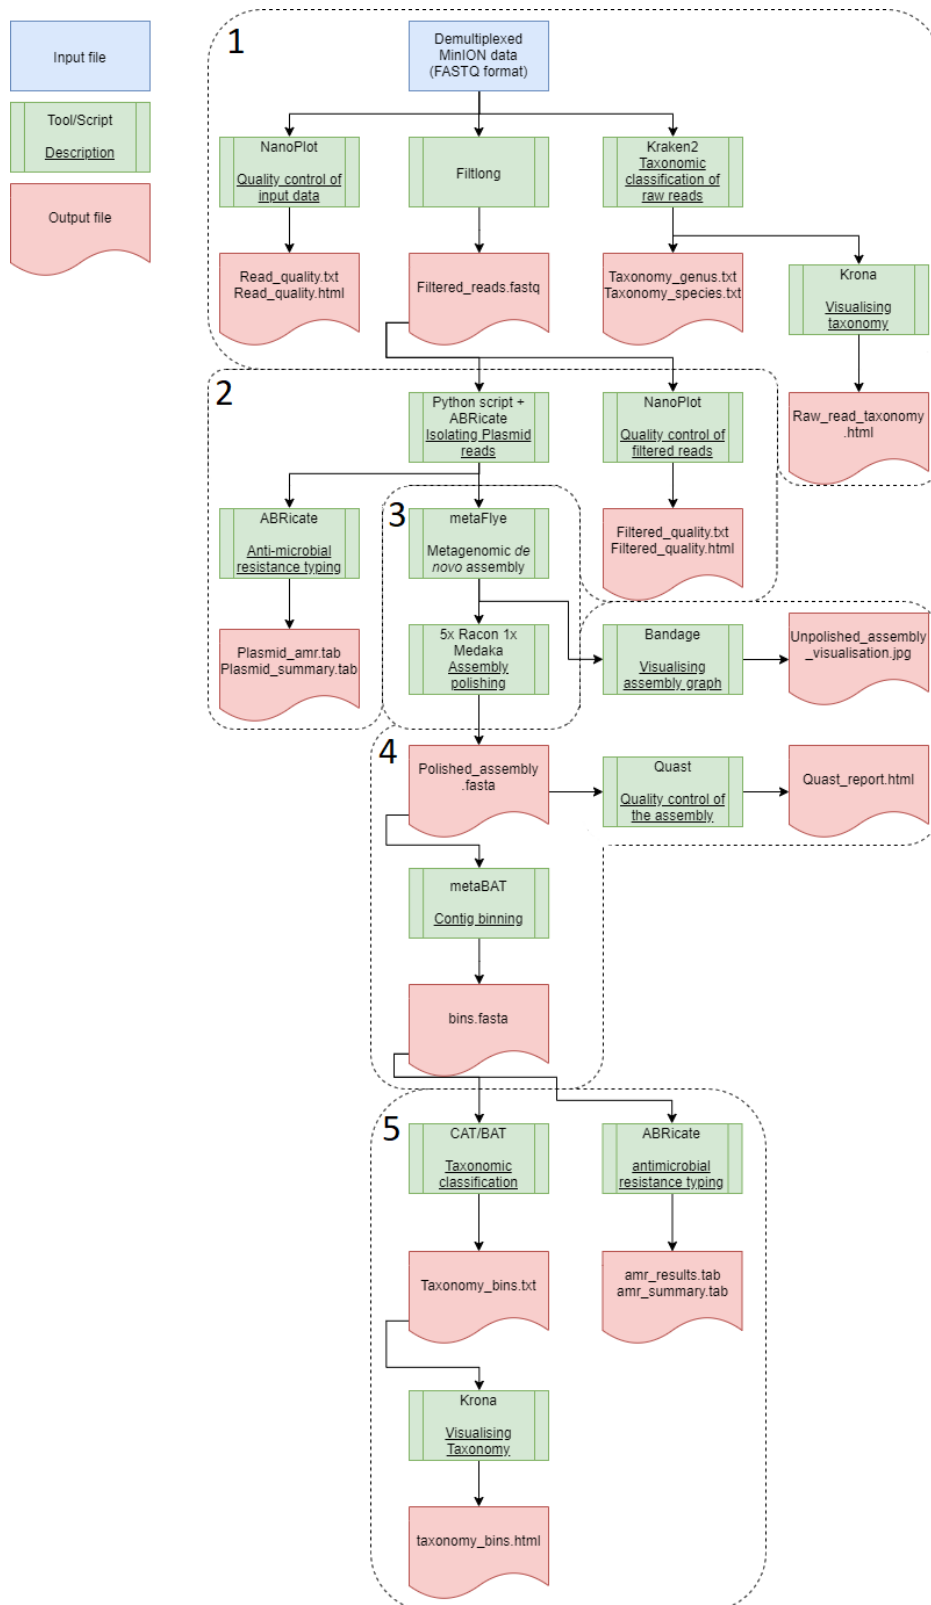 Input file
Tool/Script
Description
Output file
1
Demultiplexed
MinION data
(FASTQ format)
NanoPlot
Quality control of
input data
Filtlong
Kraken2
Taxonomic
classification of
raw reads
Read_quality.txt
Read_quality.html
Filtered_reads.fastq
Taxonomy_genus.txt
Taxonomy_species.txt
Krona
Visualising
taxonomy
Raw_read_taxonomy
.html
2
Python script +
ABRicate
Isolating Plasmid
reads
NanoPlot
Quality control of
filtered reads
ABRicate
Anti-microbial
resistance typing
3
metaFlye
Metagenomic de
novo assembly
Filtered_quality.txt
Filtered_quality.html
Plasmid_amr.tab
Plasmid_summary.tab
5x Racon 1x
Medaka
Assembly
polishing
Bandage
Visualising
assembly graph
Unpolished_assembly
_visualisation.jpg
4
Polished_assembly
.fasta
Quast
Quality control of
the assembly
Quast_report.html
metaBAT
Contig binning
bins.fasta
5
CAT/BAT
Taxonomic
classification
ABRicate
antimicrobial
resistance typing
Taxonomy_bins.txt
amr_results.tab
amr_summary.tab
Krona
Visualising
Taxonomy
taxonomy_bins.html